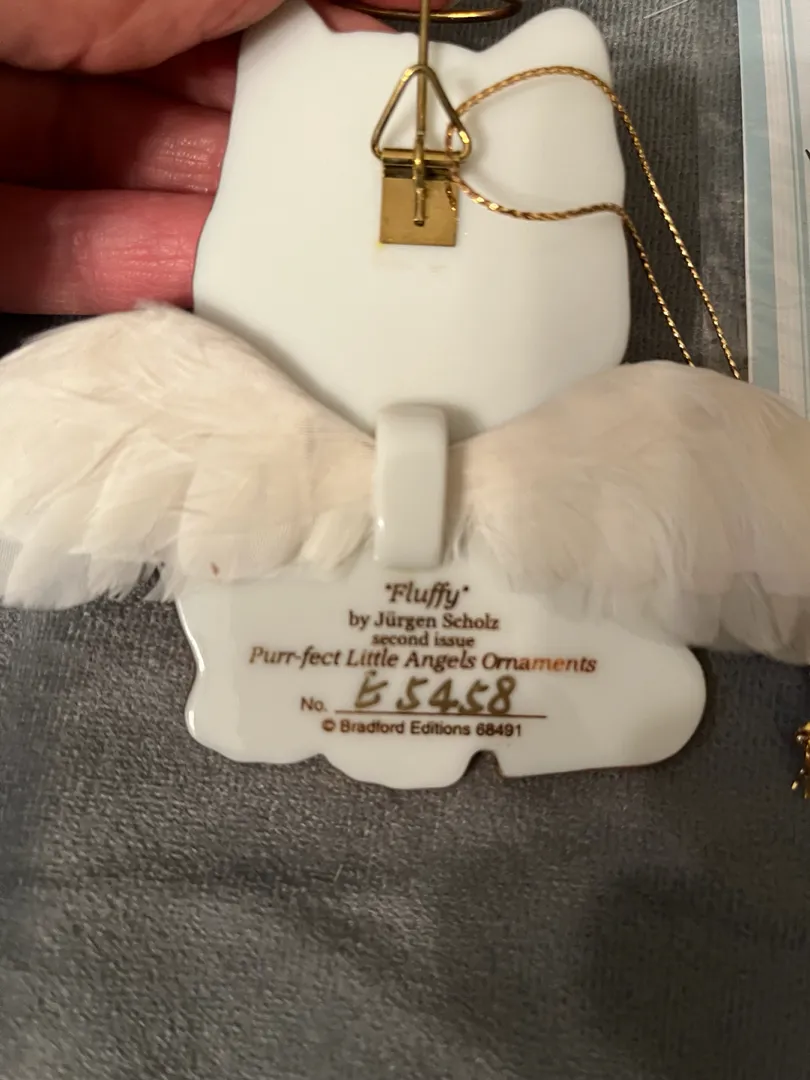 "Fluffy"
by Jürgen Scholz
second issue
Purr-fect Little Angels Ornaments
No. E5458
© Bradford Editions 68491